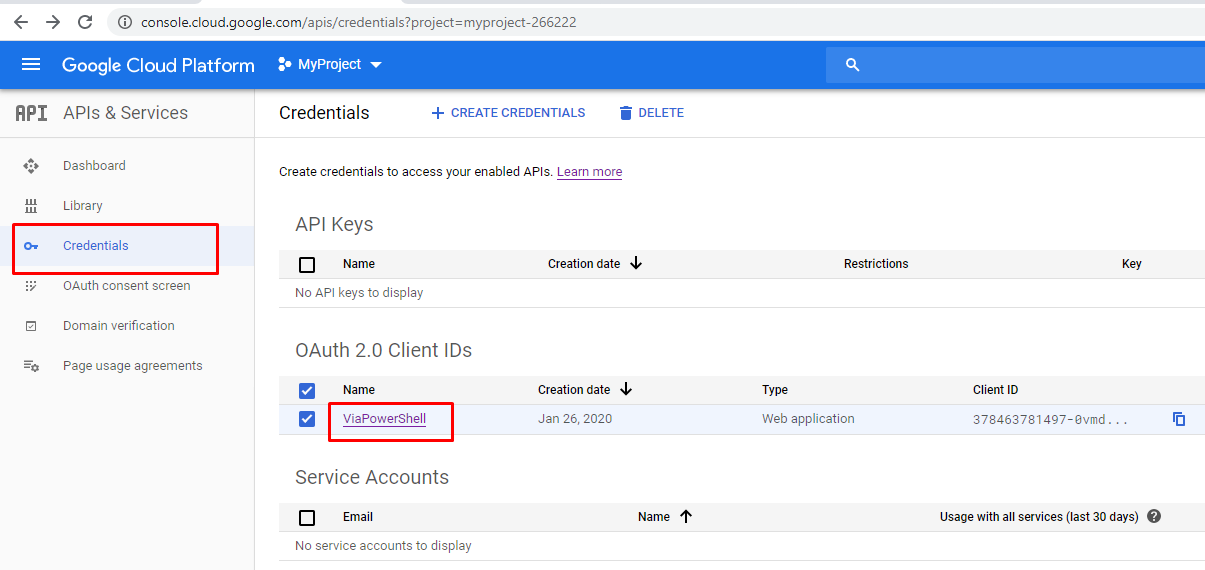 console.cloud.google.com/apis/credentials?project=myproject-266222
Google Cloud Platform MyProject
API APIs & Services
Dashboard
Library
Credentials
OAuth consent screen
Domain verification
Page usage agreements
Credentials CREATE CREDENTIALS DELETE
Create credentials to access your enabled APIs. Learn more
API Keys
Name Creation date Restrictions Key
No API keys to display
OAuth 2.0 Client IDs
Name Creation date Type Client ID
ViaPowerShell Jan 26, 2020 Web application 378463781497-0vmd...
Service Accounts
Email Name Usage with all services (last 30 days)
No service accounts to display